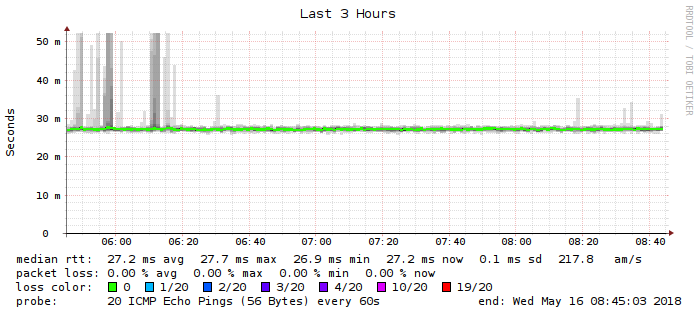 Last 3 Hours
RRDTOOL / TOBI OETIKER
Seconds
50 m
40 m
30 m
20 m
10 m
0
06:00 06:20 06:40 07:00 07:20 07:40 08:00 08:20 08:40
median rtt: 27.2 ms avg 27.7 ms max 26.9 ms min 27.2 ms now 0.1 ms sd 217.8 am/s
packet loss: 0.00 % avg 0.00 % max 0.00 % min 0.00 % now
loss color: 0 1/20 2/20 3/20 4/20 10/20 19/20
probe: 20 ICMP Echo Pings (56 Bytes) every 60s end: Wed May 16 08:45:03 2018